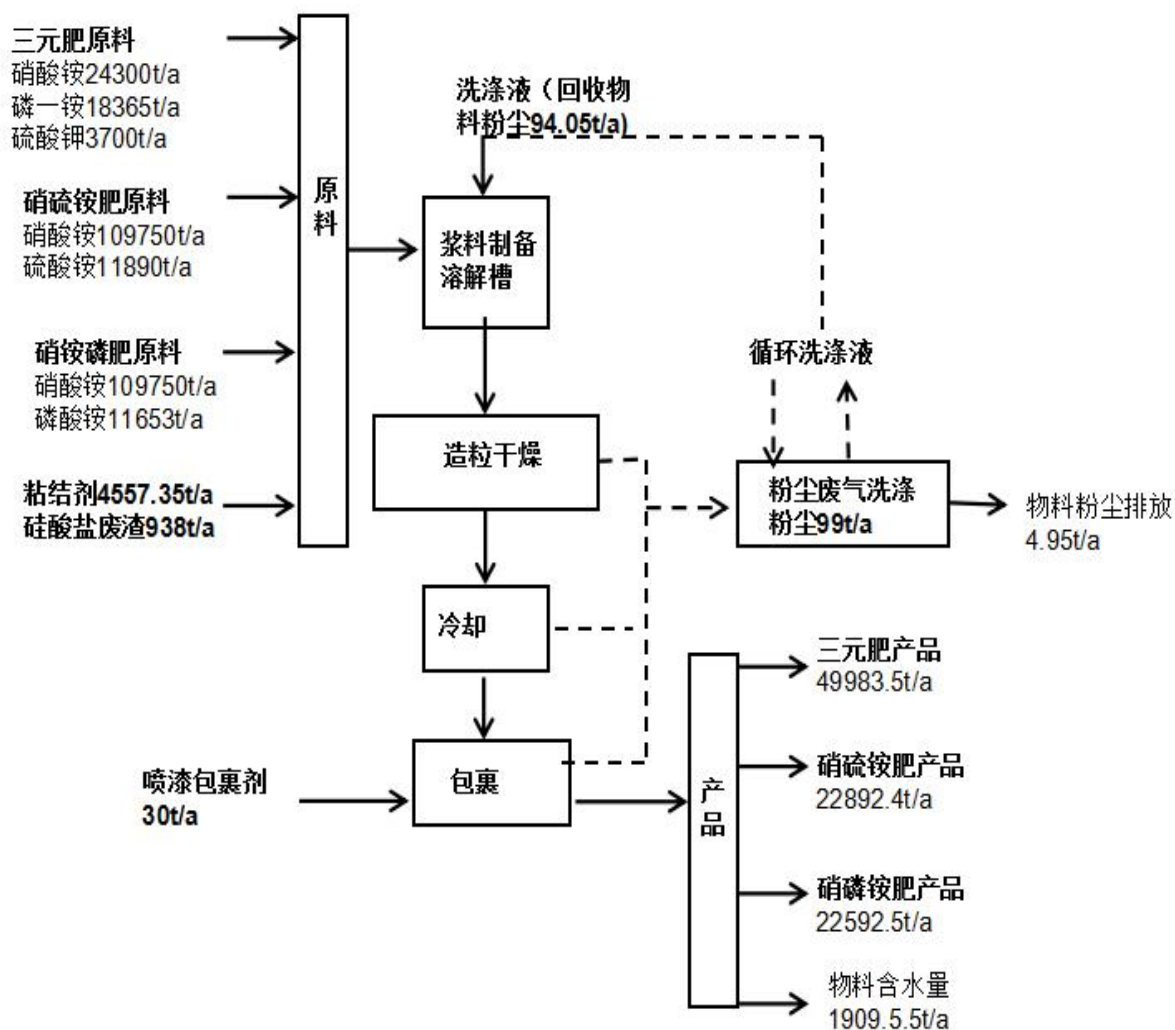 三元肥原料
硝酸铵24300t/a
磷一铵18365t/a
硫酸钾3700t/a
硝硫铵肥原料
硝酸铵109750t/a
硫酸铵11890t/a
硝铵磷肥原料
硝酸铵109750t/a
磷酸铵11653t/a
粘结剂4557.35t/a
硅酸盐废渣938t/a
原
料
洗涤液（回收物
料粉尘94.05t/a)
浆料制备
溶解槽
造粒干燥
冷却
喷漆包裹剂
30t/a
包裹
循环洗涤液
粉尘废气洗涤
粉尘99t/a
物料粉尘排放
4.95t/a
产
品
三元肥产品
49983.5t/a
硝硫铵肥产品
22892.4t/a
硝磷铵肥产品
22592.5t/a
物料含水量
1909.5.5t/a